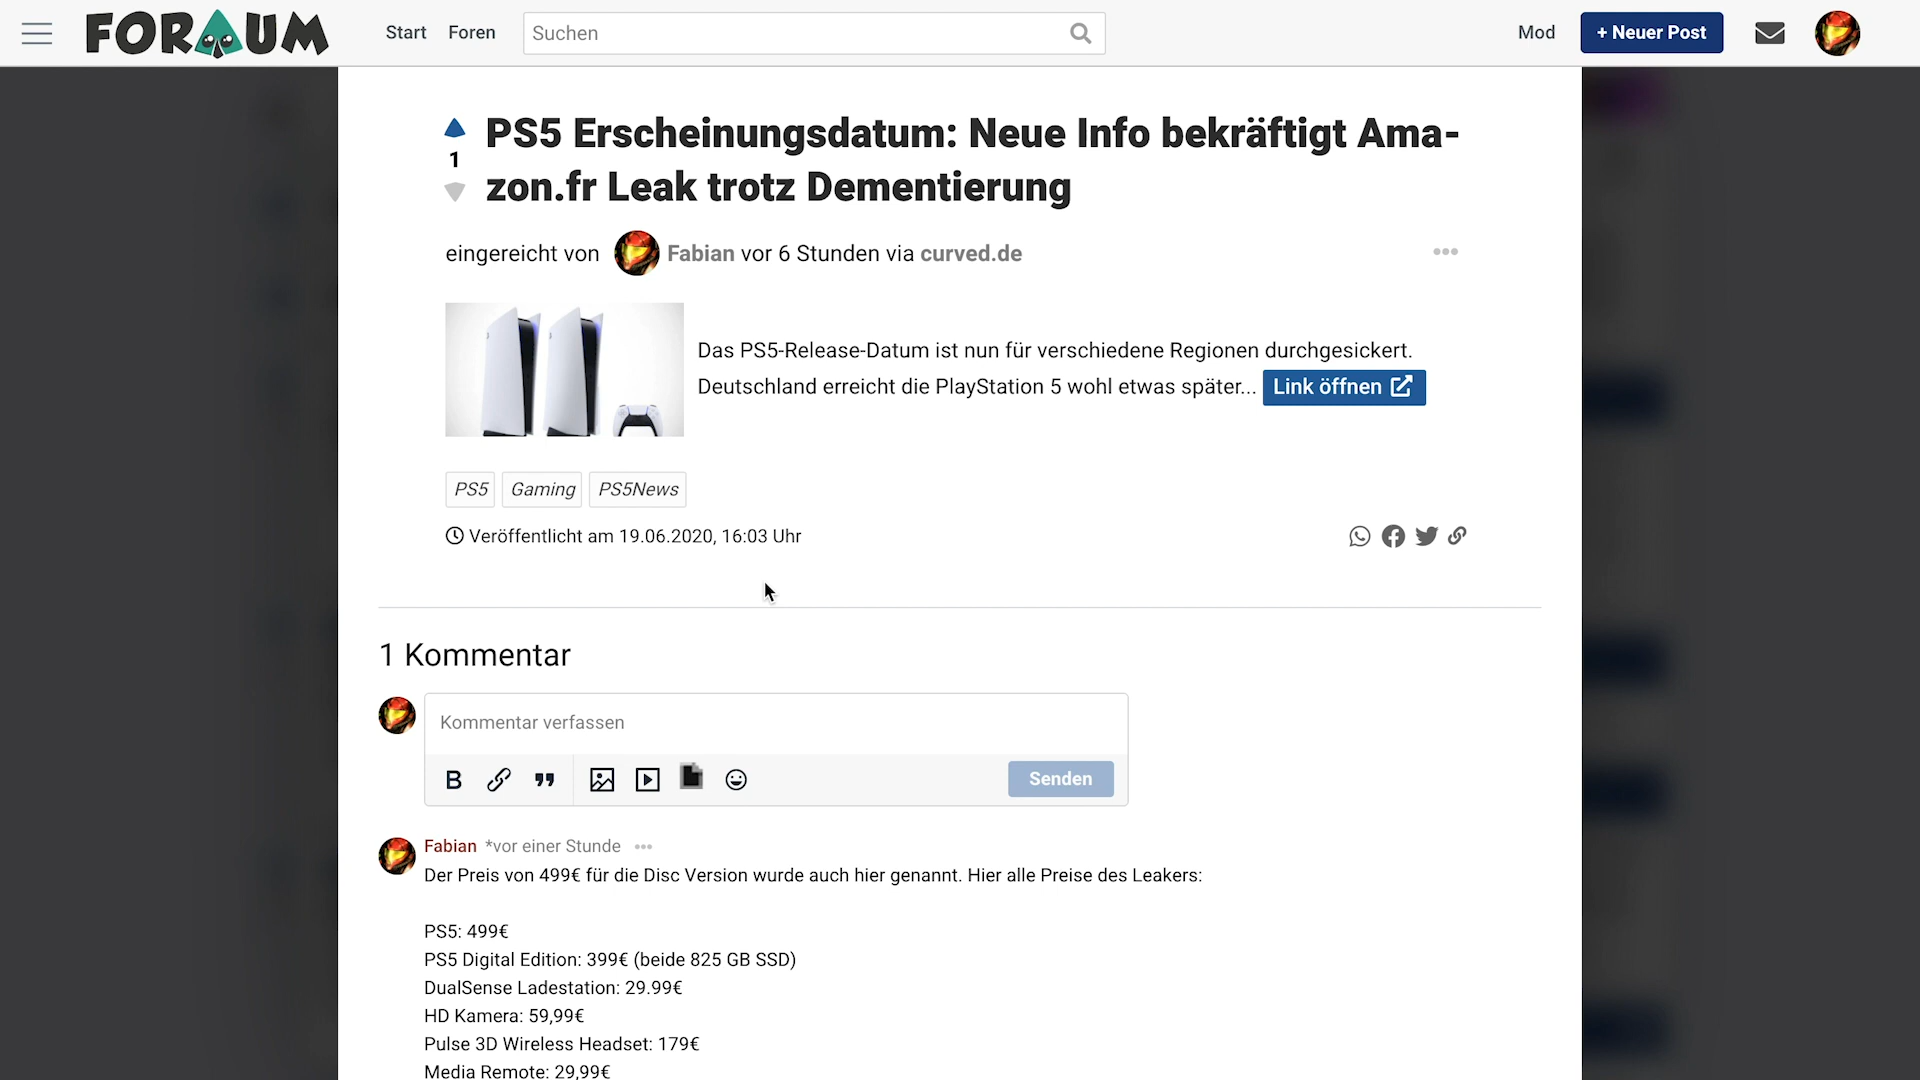 FORAUM
Start
Foren
Suchen
Mod
+ Neuer Post
PS5 Erscheinungsdatum: Neue Info bekräftigt Ama-
zon.fr Leak trotz Dementierung
1
eingereicht von Fabian vor 6 Stunden via curved.de
Das PS5-Release-Datum ist nun für verschiedene Regionen durchgesickert.
Deutschland erreicht die PlayStation 5 wohl etwas später... Link öffnen
PS5 Gaming PS5News
Veröffentlicht am 19.06.2020, 16:03 Uhr
1 Kommentar
Kommentar verfassen
B
Senden
Fabian *vor einer Stunde
Der Preis von 499€ für die Disc Version wurde auch hier genannt. Hier alle Preise des Leakers:
PS5: 499€
PS5 Digital Edition: 399€ (beide 825 GB SSD)
DualSense Ladestation: 29.99€
HD Kamera: 59,99€
Pulse 3D Wireless Headset: 179€
Media Remote: 29,99€